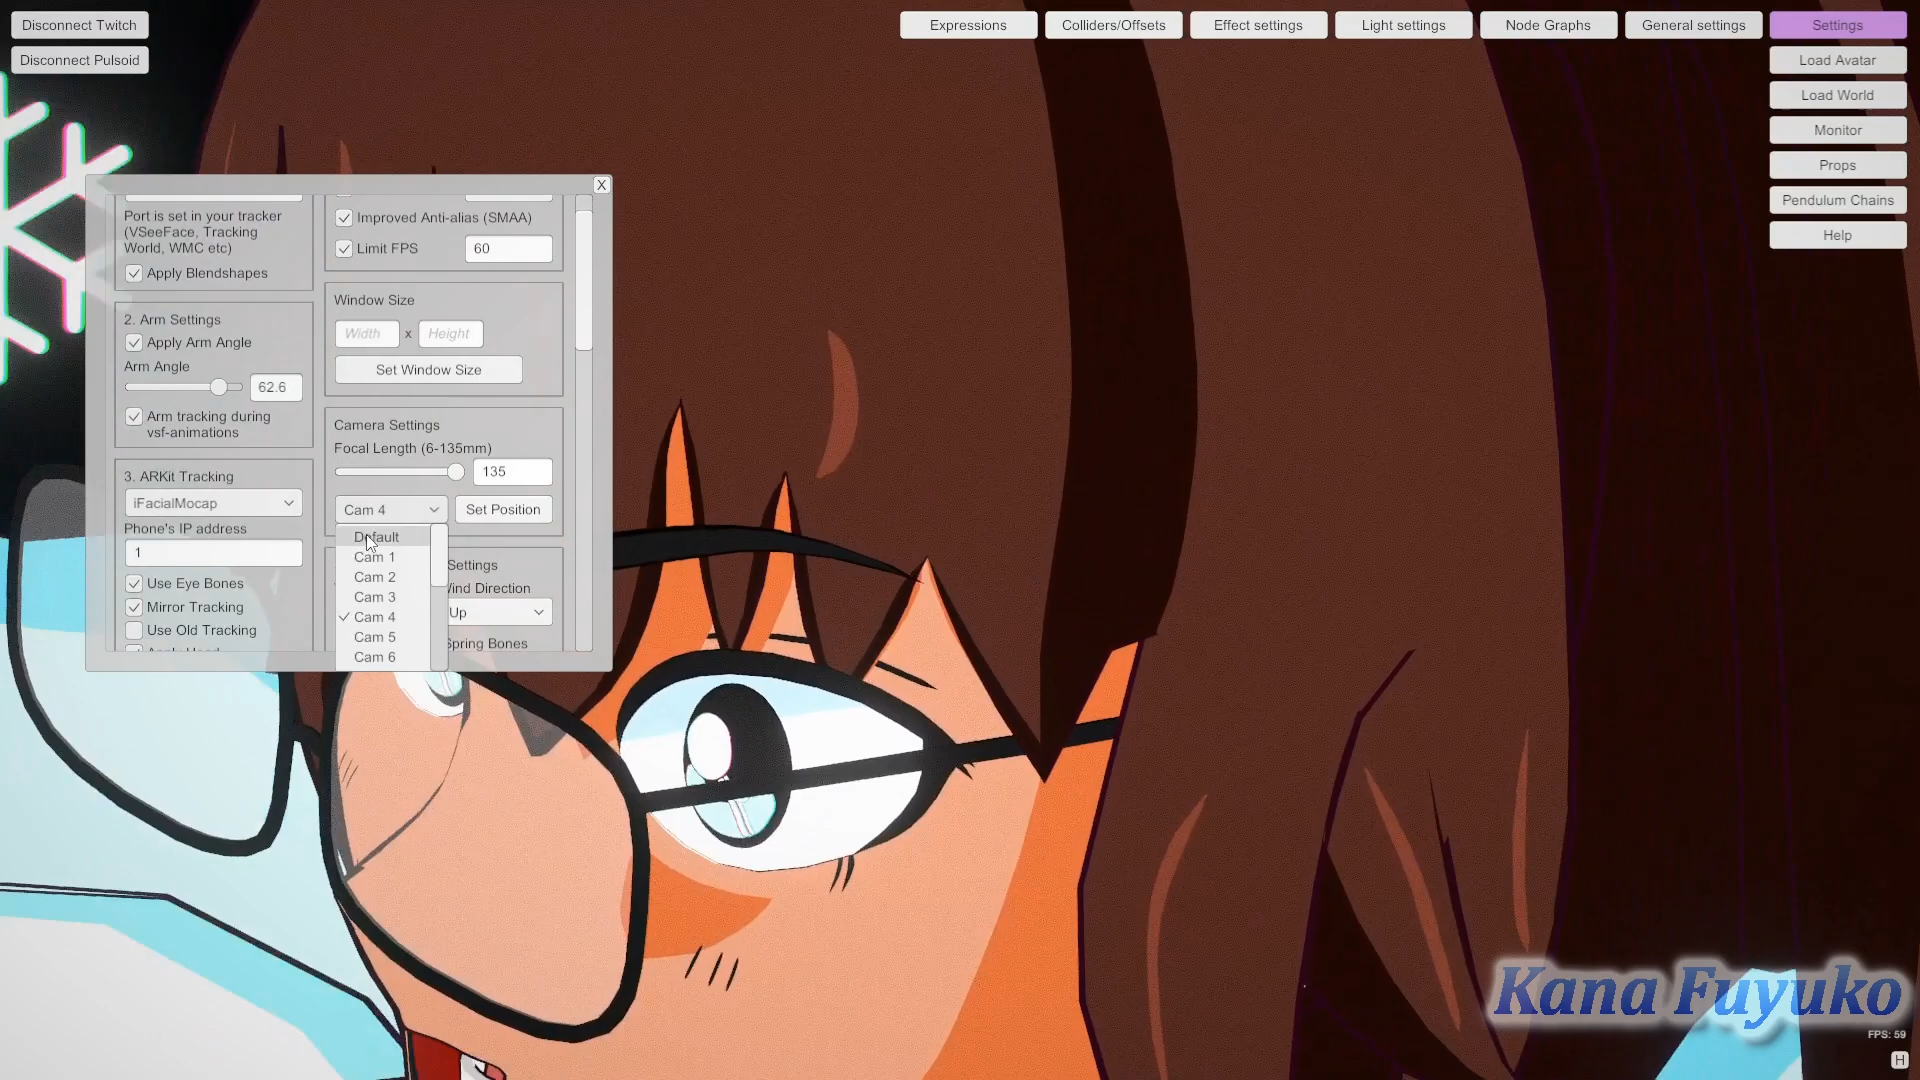 Disconnect Twitch
Disconnect Pulsoid
Expressions
Colliders/Offsets
Effect settings
Light settings
Node Graphs
General settings
Settings
Load Avatar
Load World
Monitor
Props
Pendulum Chains
Help
X
Port is set in your tracker
(VSeeFace, Tracking
World, WMC etc)
Apply Blendshapes
2. Arm Settings
Apply Arm Angle
Arm Angle
62.6
Arm tracking during
vsf-animations
3. ARKit Tracking
iFacialMocap
Phone's IP address
1
Use Eye Bones
Mirror Tracking
Use Old Tracking
Improved Anti-alias (SMAA)
Limit FPS
60
Window Size
Width x Height
Set Window Size
Camera Settings
Focal Length (6-135mm)
135
Cam 4
Set Position
Default
Cam 1
Cam 2
Cam 3
Cam 4
Cam 5
Cam 6
Settings
Direction
Up
Spring Bones
Kana Fuyuko
FPS: 59
H